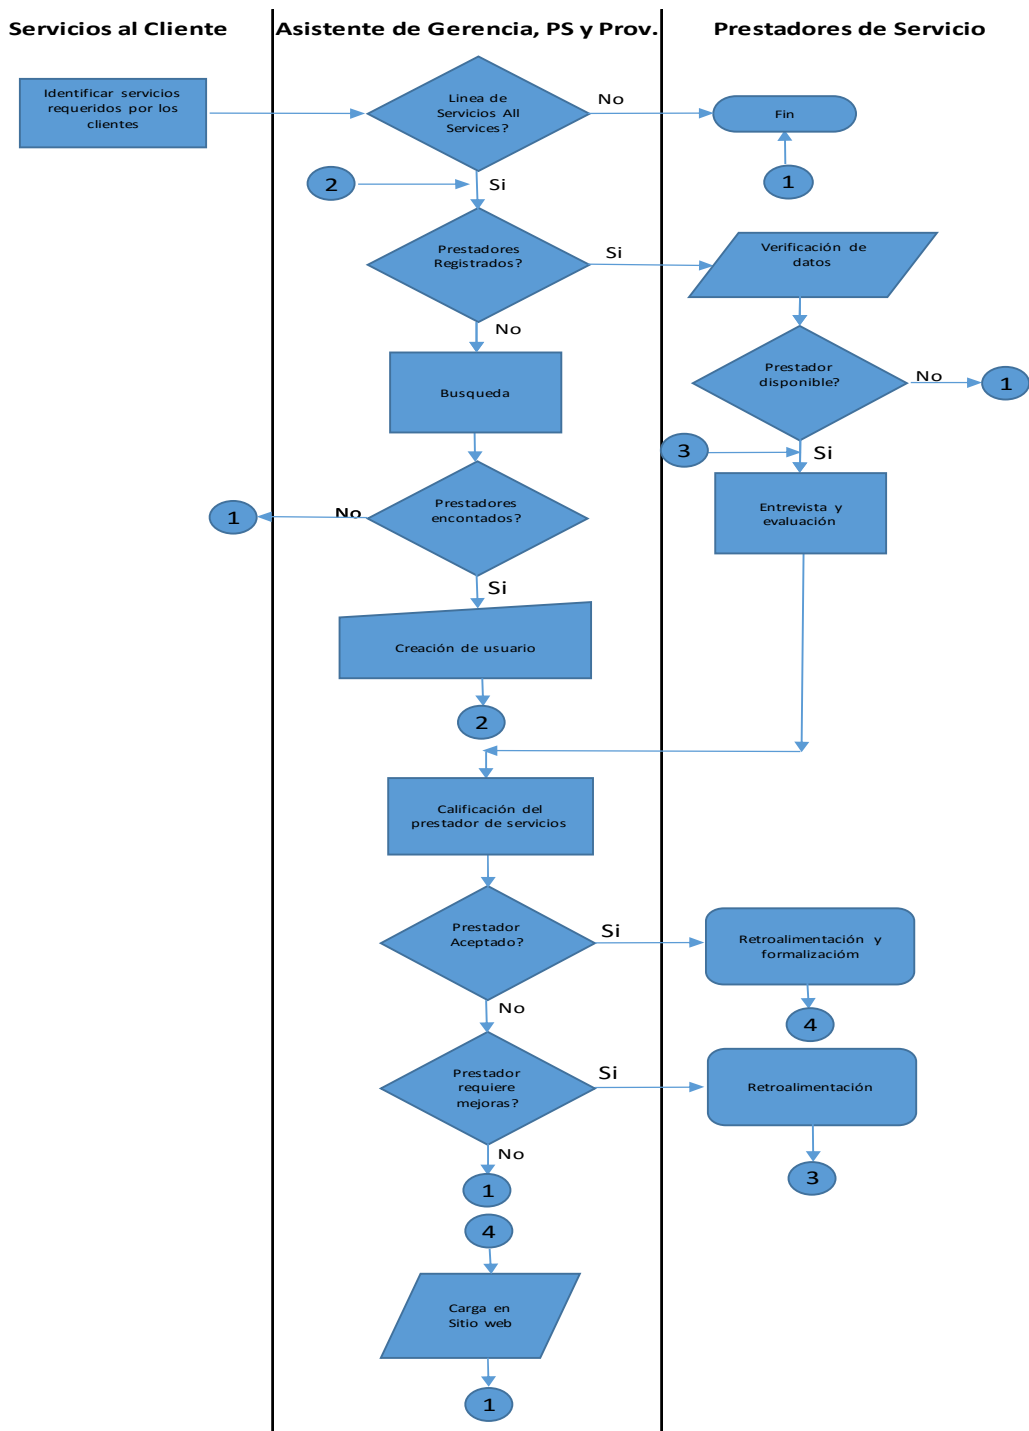 Servicios al Cliente
Asistente de Gerencia, PS y Prov.
Prestadores de Servicio
Identificar servicios
requeridos por los
clientes
Linea de
Servicios All
Services?
No
Fin
1
2
Si
Prestadores
Registrados?
Si
Verificación de
datos
No
Prestador
disponible?
No
1
Busqueda
3
Si
Prestadores
encontados?
No
1
Entrevista y
evaluación
Si
Creación de usuario
2
Calificación del
prestador de servicios
Prestador
Aceptado?
Si
Retroalimentación y
formalizacióm
No
4
Prestador
requiere
mejoras?
Si
Retroalimentación
No
1
3
4
Carga en
Sitio web
1